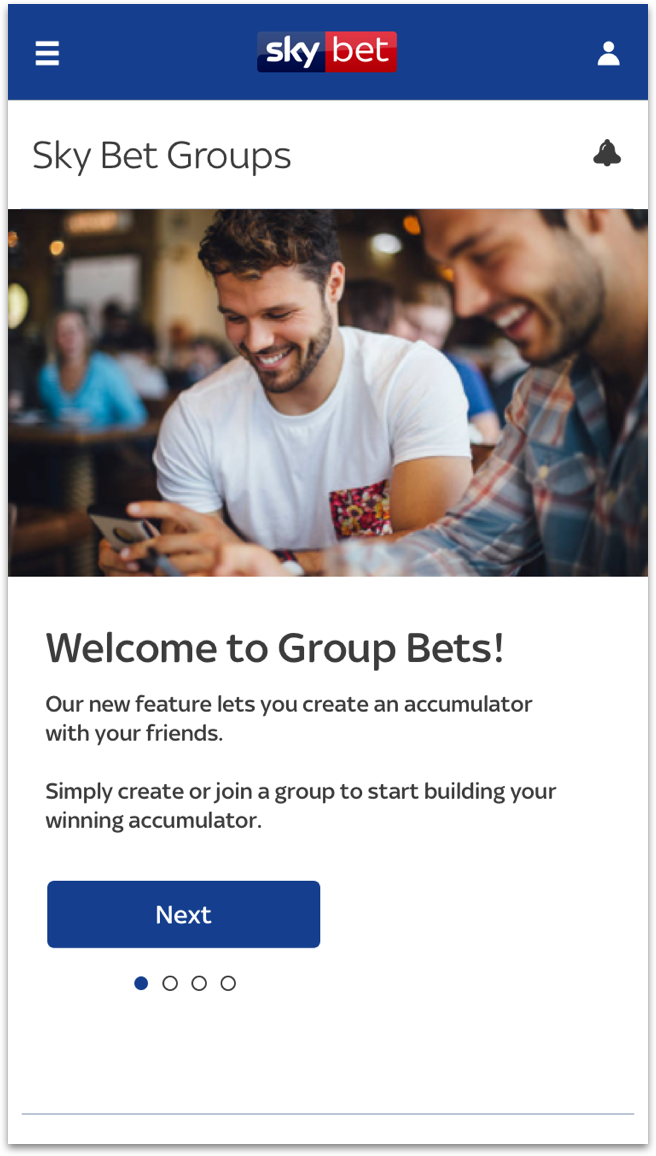 sky bet
Sky Bet Groups
Welcome to Group Bets!
Our new feature lets you create an accumulator
with your friends.
Simply create or join a group to start building your
winning accumulator.
Next